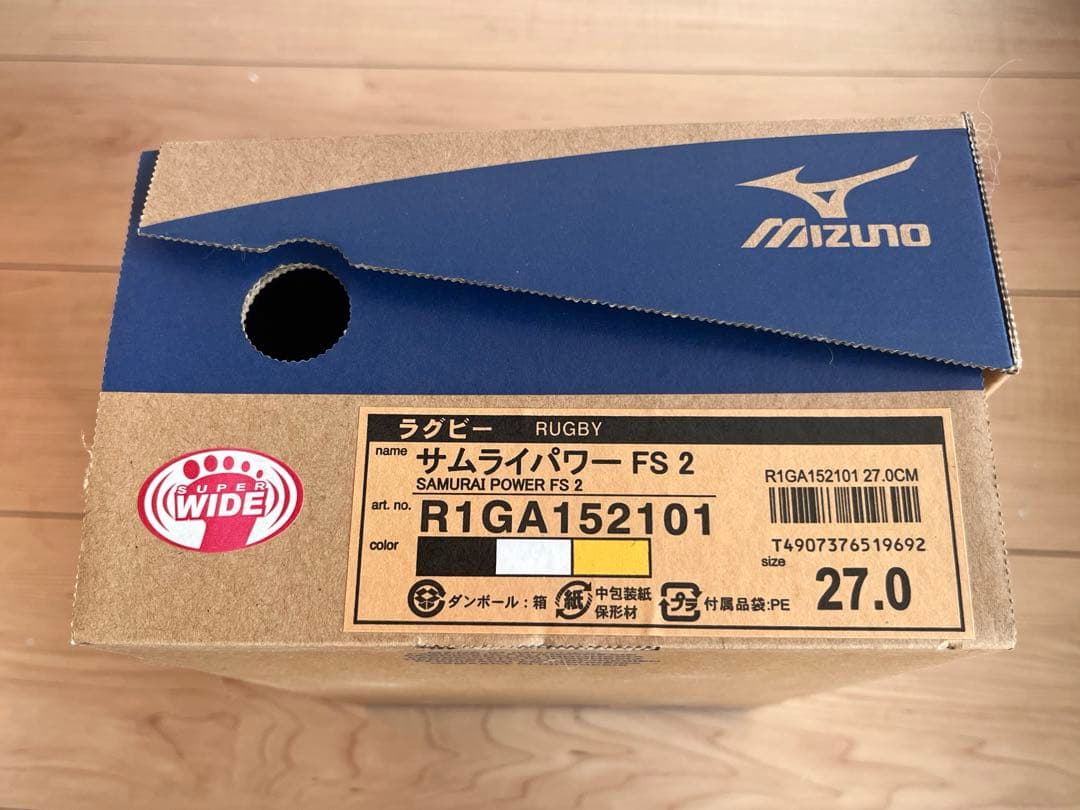 MIZUNO
SUPER
WIDE
ラグビー RUGBY
name サムライパワー FS 2
SAMURAI POWER FS 2
art. no. R1GA152101
color
R1GA152101 27.0CM
T4907376519692
size 27.0
ダンボール:箱 紙 中包装紙 保形材 プラ 付属品袋:PE